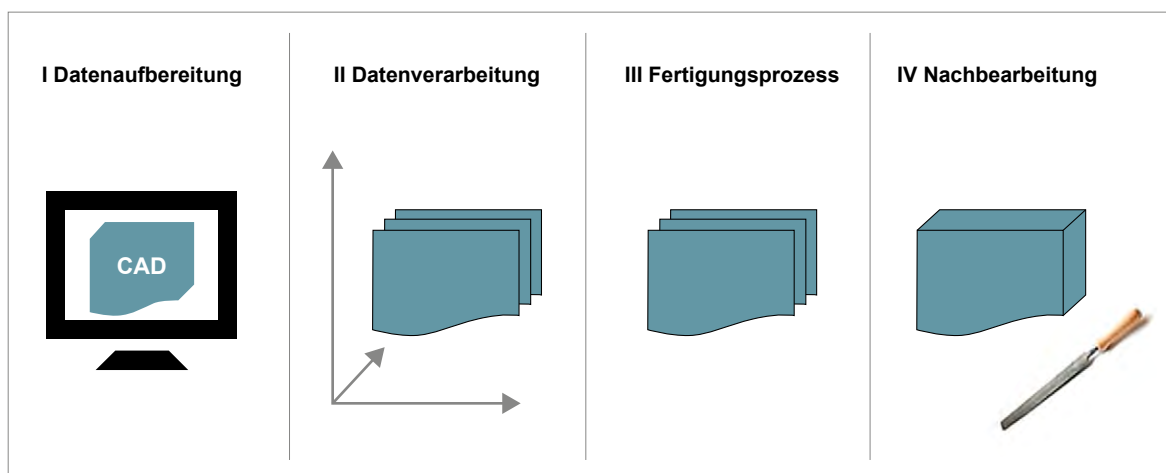 I Datenaufbereitung
II Datenverarbeitung
III Fertigungsprozess
IV Nachbearbeitung
CAD